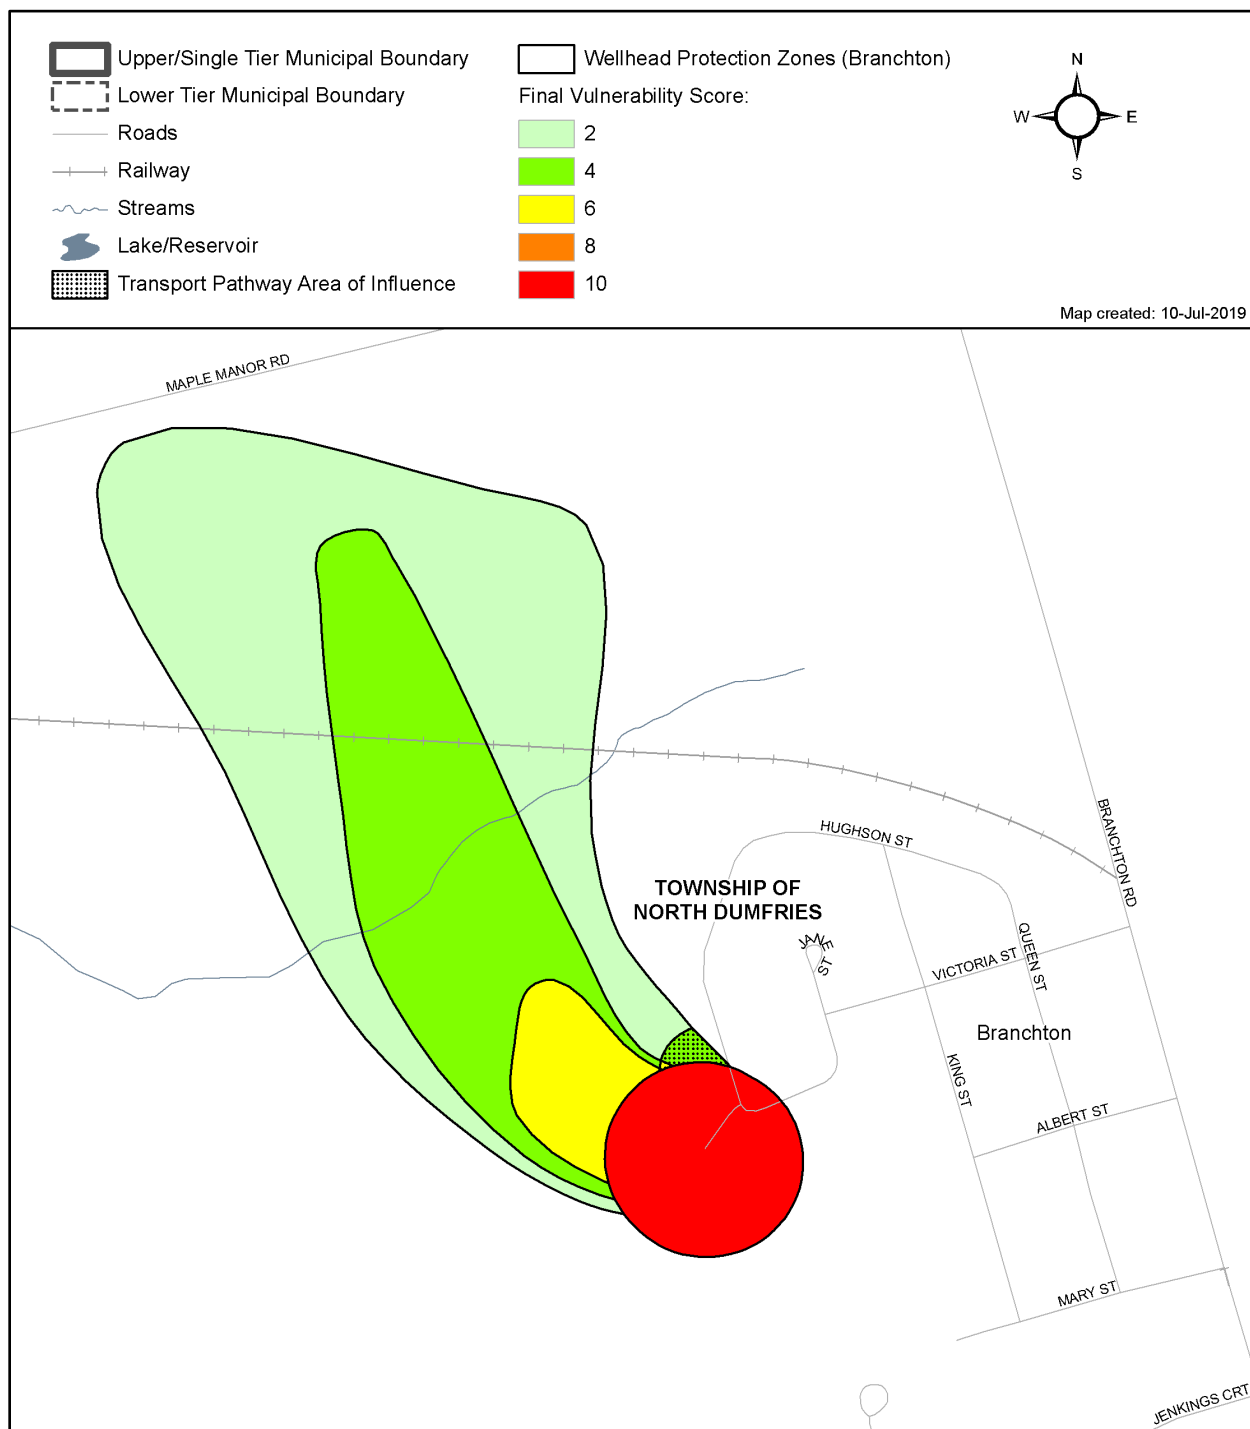 Upper/Single Tier Municipal Boundary
Lower Tier Municipal Boundary
Roads
Railway
Streams
Lake/Reservoir
Transport Pathway Area of Influence
Wellhead Protection Zones (Branchton)
Final Vulnerability Score:
2
4
6
8
10
N
W E
S
Map created: 10-Jul-2019
MAPLE MANOR RD
BRANCHTON RD
HUGHSON ST
TOWNSHIP OF
NORTH DUMFRIES
JANE ST
QUEEN ST
VICTORIA ST
Branchton
KING ST
ALBERT ST
MARY ST
JENKINGS CRT